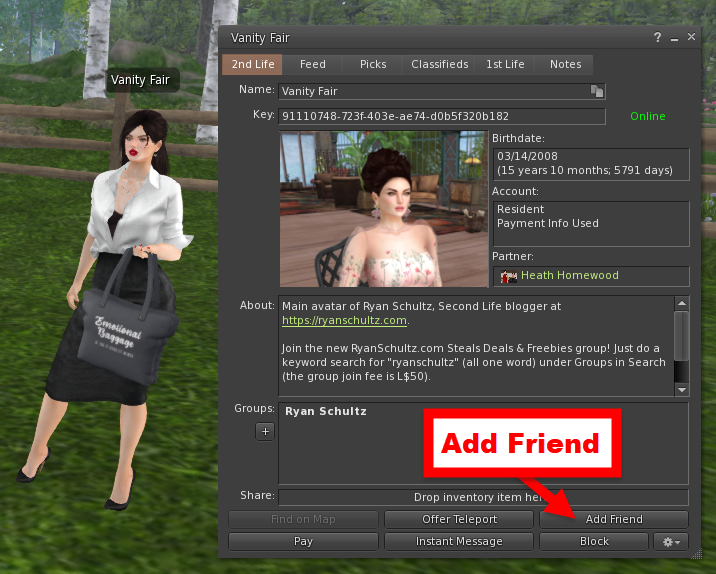 Vanity Fair
? _ ×
2nd Life Feed Picks Classifieds 1st Life Notes
Vanity Fair
Name: Vanity Fair
Key: 91110748-723f-403e-ae74-d0b5f320b182 Online
Birthdate:
03/14/2008
(15 years 10 months; 5791 days)
Account:
Resident
Payment Info Used
Partner:
Heath Homewood
About: Main avatar of Ryan Schultz, Second Life blogger at
https://ryanschultz.com.
Join the new RyanSchultz.com Steals Deals & Freebies group! Just do a
keyword search for "ryanschultz" (all one word) under Groups in Search
(the group join fee is L$50).
Emotional
Baggage
Groups: Ryan Schultz
+
Add Friend
Share: Drop inventory item
Find on Map Offer Teleport Add Friend
Pay Instant Message Block